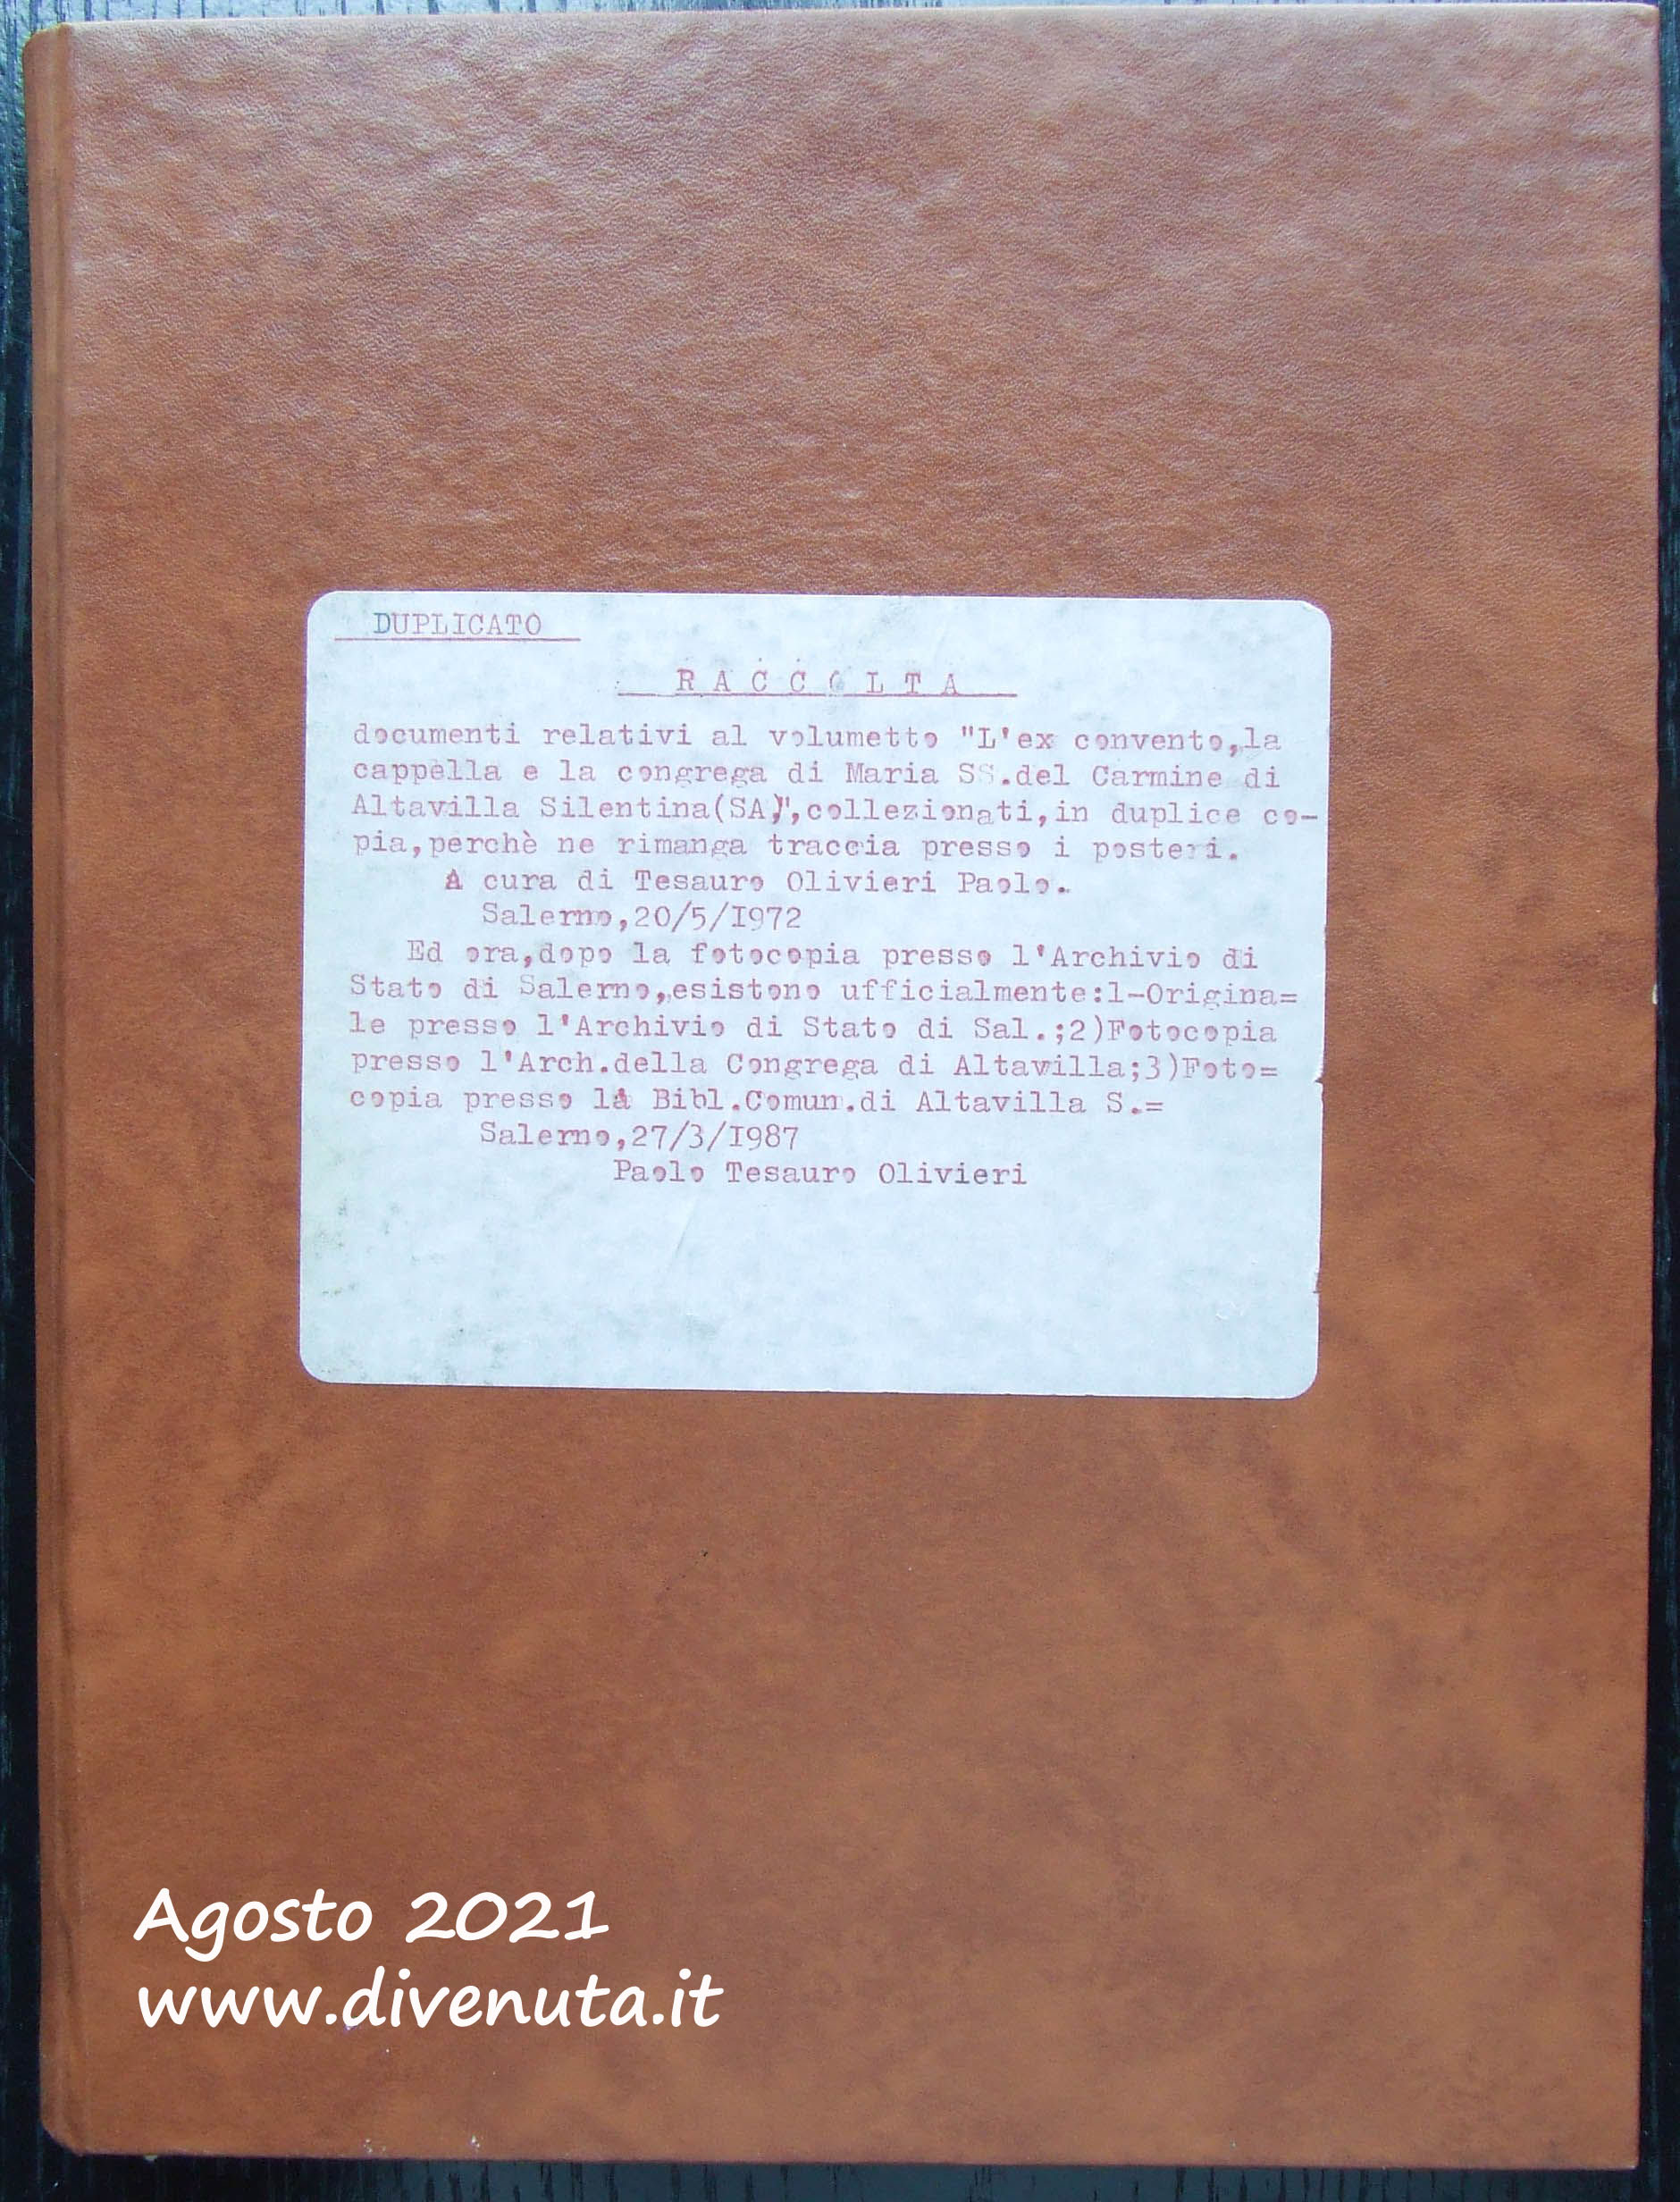 DUPLICATO
R A C C O L T A
documenti relativi al volumetto "L'ex convento,la
cappella e la congrega di Maria SS.del Carmine di
Altavilla Silentina(SA)",collezionati,in duplice co-
pia,perchè ne rimanga traccia presso i posteri.
A cura di Tesauro Olivieri Paolo.
Salerno,20/5/I972
Ed ora,dopo la fotocopia presso l'Archivio di
Stato di Salerno,esistono ufficialmente:l-Origina=
le presso l'Archivio di Stato di Sal.;2)Fotocopia
presso l'Arch.della Congrega di Altavilla;3)Foto=
copia presso la Bibl.Comun.di Altavilla S.=
Salerno,27/3/I987
Paolo Tesauro Olivieri
Agosto 2021
www.divenuta.it